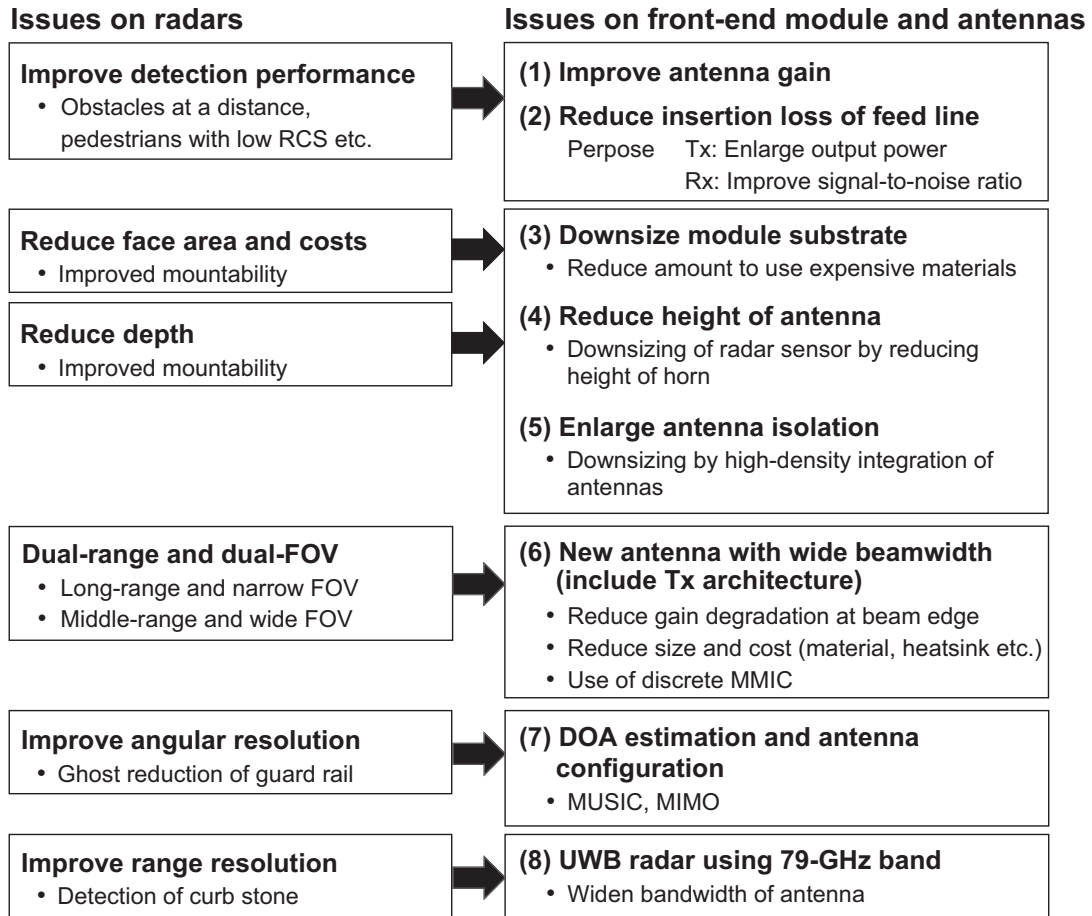 Issues on radars
Issues on front-end module and antennas
Improve detection performance
• Obstacles at a distance,
pedestrians with low RCS etc.
(1) Improve antenna gain
(2) Reduce insertion loss of feed line
Perpose Tx: Enlarge output power
Rx: Improve signal-to-noise ratio
Reduce face area and costs
• Improved mountability
Reduce depth
• Improved mountability
(3) Downsize module substrate
• Reduce amount to use expensive materials
(4) Reduce height of antenna
• Downsizing of radar sensor by reducing
height of horn
(5) Enlarge antenna isolation
• Downsizing by high-density integration of
antennas
Dual-range and dual-FOV
• Long-range and narrow FOV
• Middle-range and wide FOV
(6) New antenna with wide beamwidth
(include Tx architecture)
• Reduce gain degradation at beam edge
• Reduce size and cost (material, heatsink etc.)
• Use of discrete MMIC
Improve angular resolution
• Ghost reduction of guard rail
(7) DOA estimation and antenna
configuration
• MUSIC, MIMO
Improve range resolution
• Detection of curb stone
(8) UWB radar using 79-GHz band
• Widen bandwidth of antenna